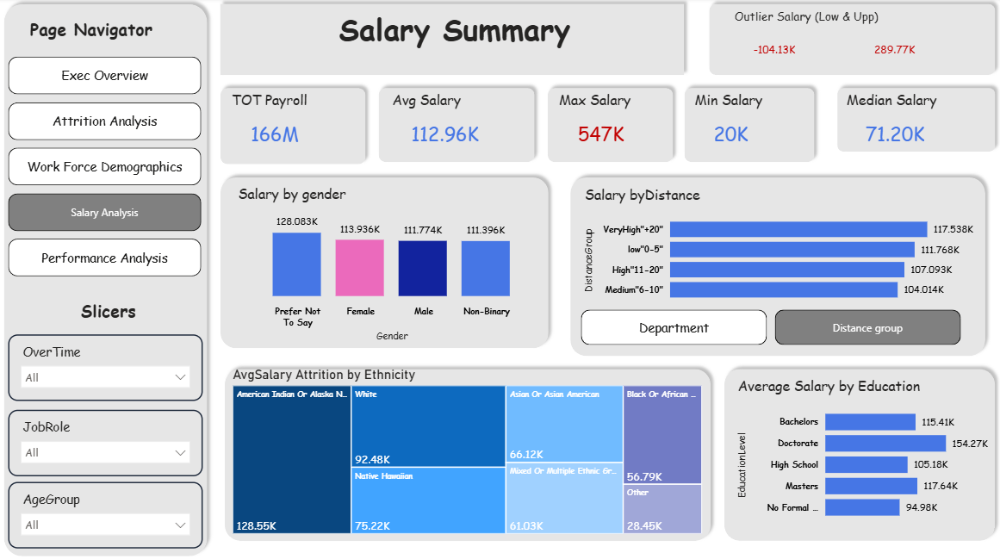 Page Navigator
Exec Overview
Attrition Analysis
Work Force Demographics
Salary Analysis
Performance Analysis
Slicers
OverTime
All
JobRole
All
AgeGroup
All
Salary Summary
Outlier Salary (Low & Upp)
-104.13K 289.77K
TOT Payroll
166M
Avg Salary
112.96K
Max Salary
547K
Min Salary
20K
Median Salary
71.20K
Salary by gender
128.083K 113.936K 111.774K 111.396K
Prefer Not Female Male Non-Binary
To Say
Gender
Salary byDistance
DistanceGroup
VeryHigh"+20" 117.538K
low"0-5" 111.768K
High"11-20" 107.093K
Medium"6-10" 104.014K
Department Distance group
AvgSalary Attrition by Ethnicity
American Indian Or Alaska N...
128.55K
White
92.48K
Native Hawaiian
75.22K
Asian Or Asian American
66.12K
Mixed Or Multiple Ethnic Gr...
61.03K
Black Or African ...
56.79K
Other
28.45K
Average Salary by Education
EducationLevel
Bachelors 115.41K
Doctorate 154.27K
High School 105.18K
Masters 117.64K
No Formal ... 94.98K